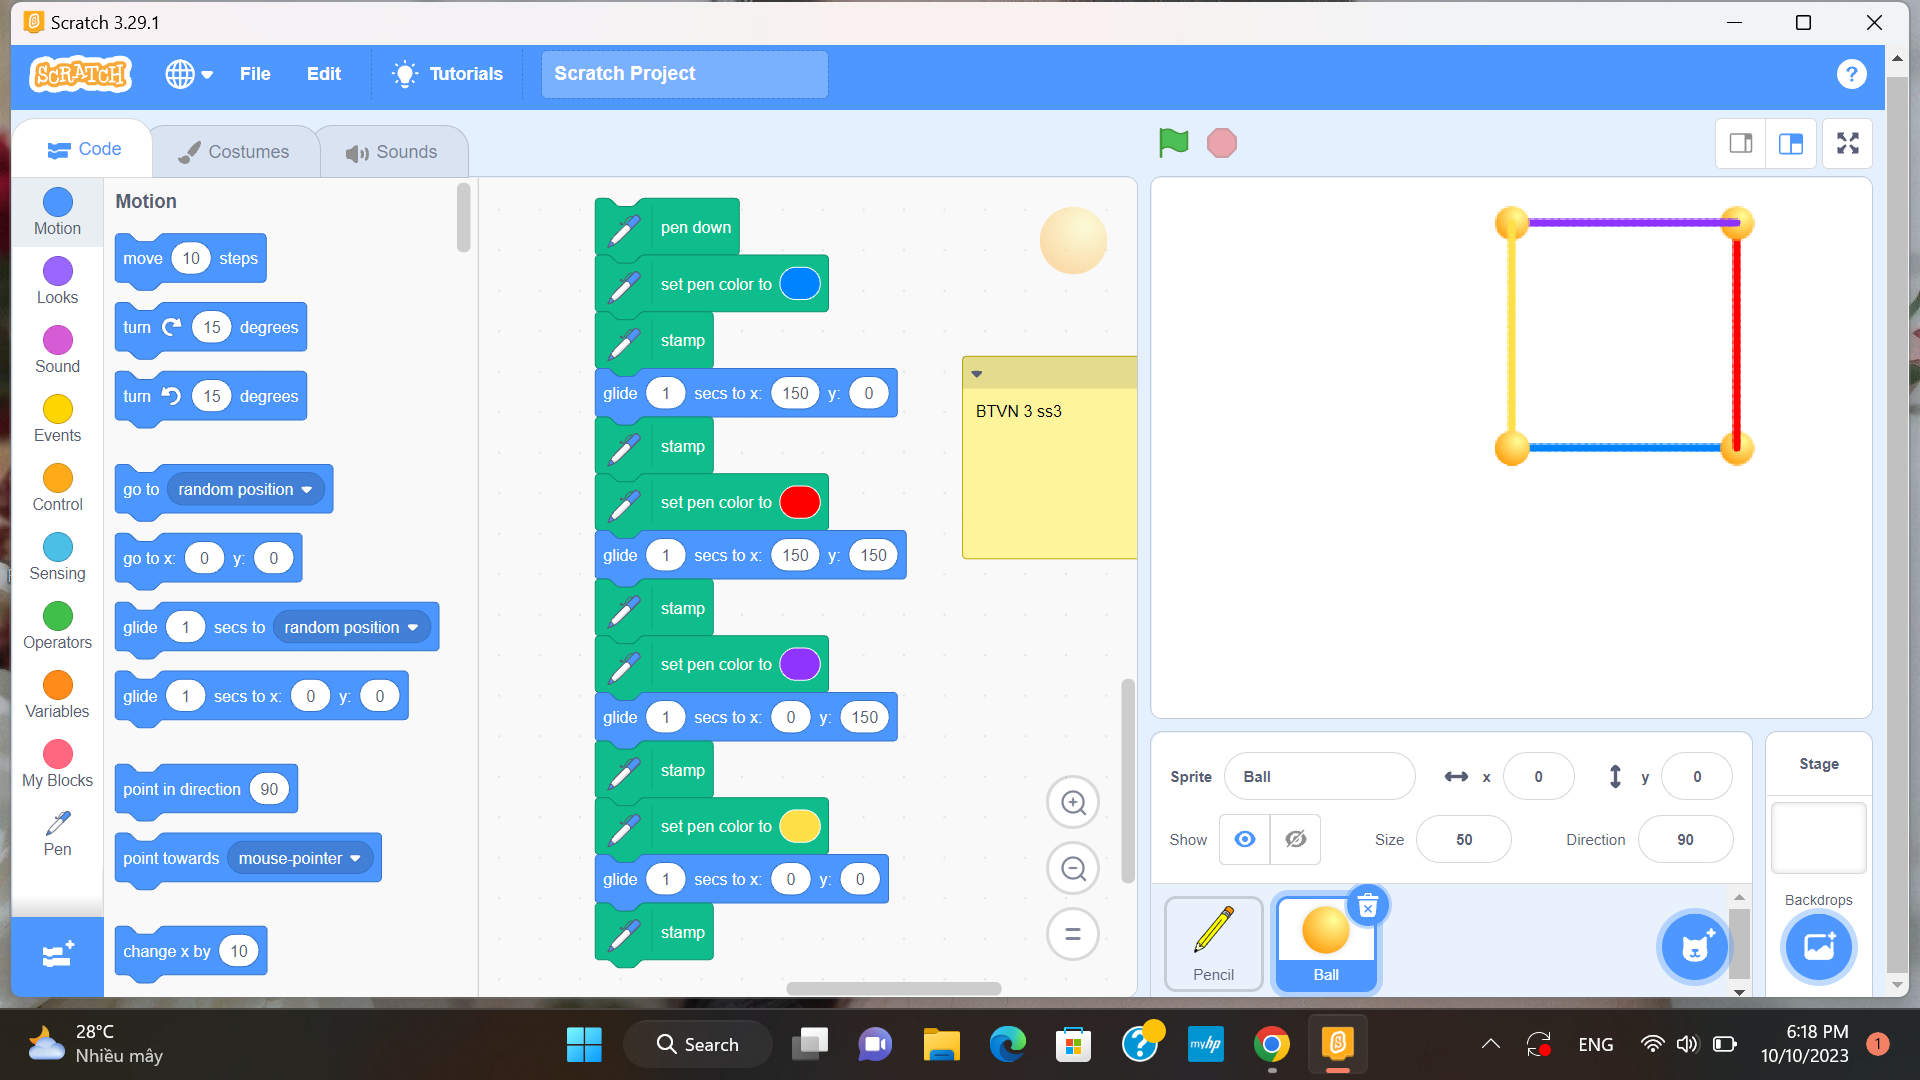 Scratch 3.29.1
SCRATCH
File
Edit
Tutorials
Scratch Project
?
Code
Costumes
Sounds
Motion
Looks
Sound
Events
Control
Sensing
Operators
Variables
My Blocks
Pen
Motion
move 10 steps
turn 15 degrees
turn 15 degrees
go to random position
go to x: 0 y: 0
glide 1 secs to random position
glide 1 secs to x: 0 y: 0
point in direction 90
point towards mouse-pointer
change x by 10
pen down
set pen color to
stamp
glide 1 secs to x: 150 y: 0
stamp
set pen color to
glide 1 secs to x: 150 y: 150
stamp
set pen color to
glide 1 secs to x: 0 y: 150
stamp
set pen color to
glide 1 secs to x: 0 y: 0
stamp
BTVN 3 ss3
Sprite Ball x 0 y 0
Show Size 50 Direction 90
Pencil
Ball
Stage
Backdrops
28°C
Nhiều mây
Search
myhp
ENG
6:18 PM
10/10/2023
1